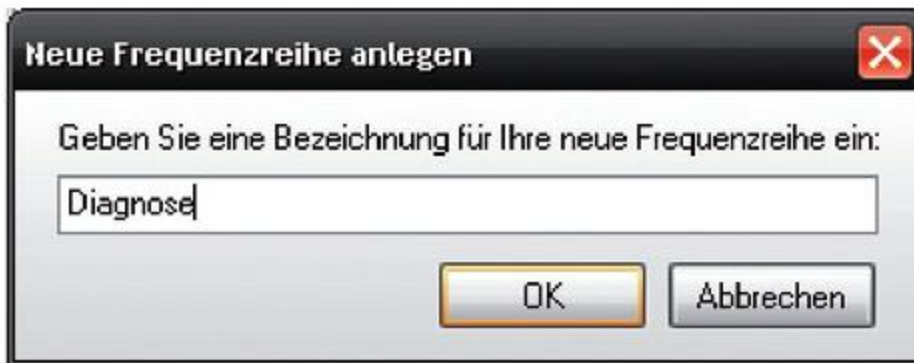 Neue Frequenzreihe anlegen
Geben Sie eine Bezeichnung für Ihre neue Frequenzreihe ein:
Diagnose
OK Abbrechen